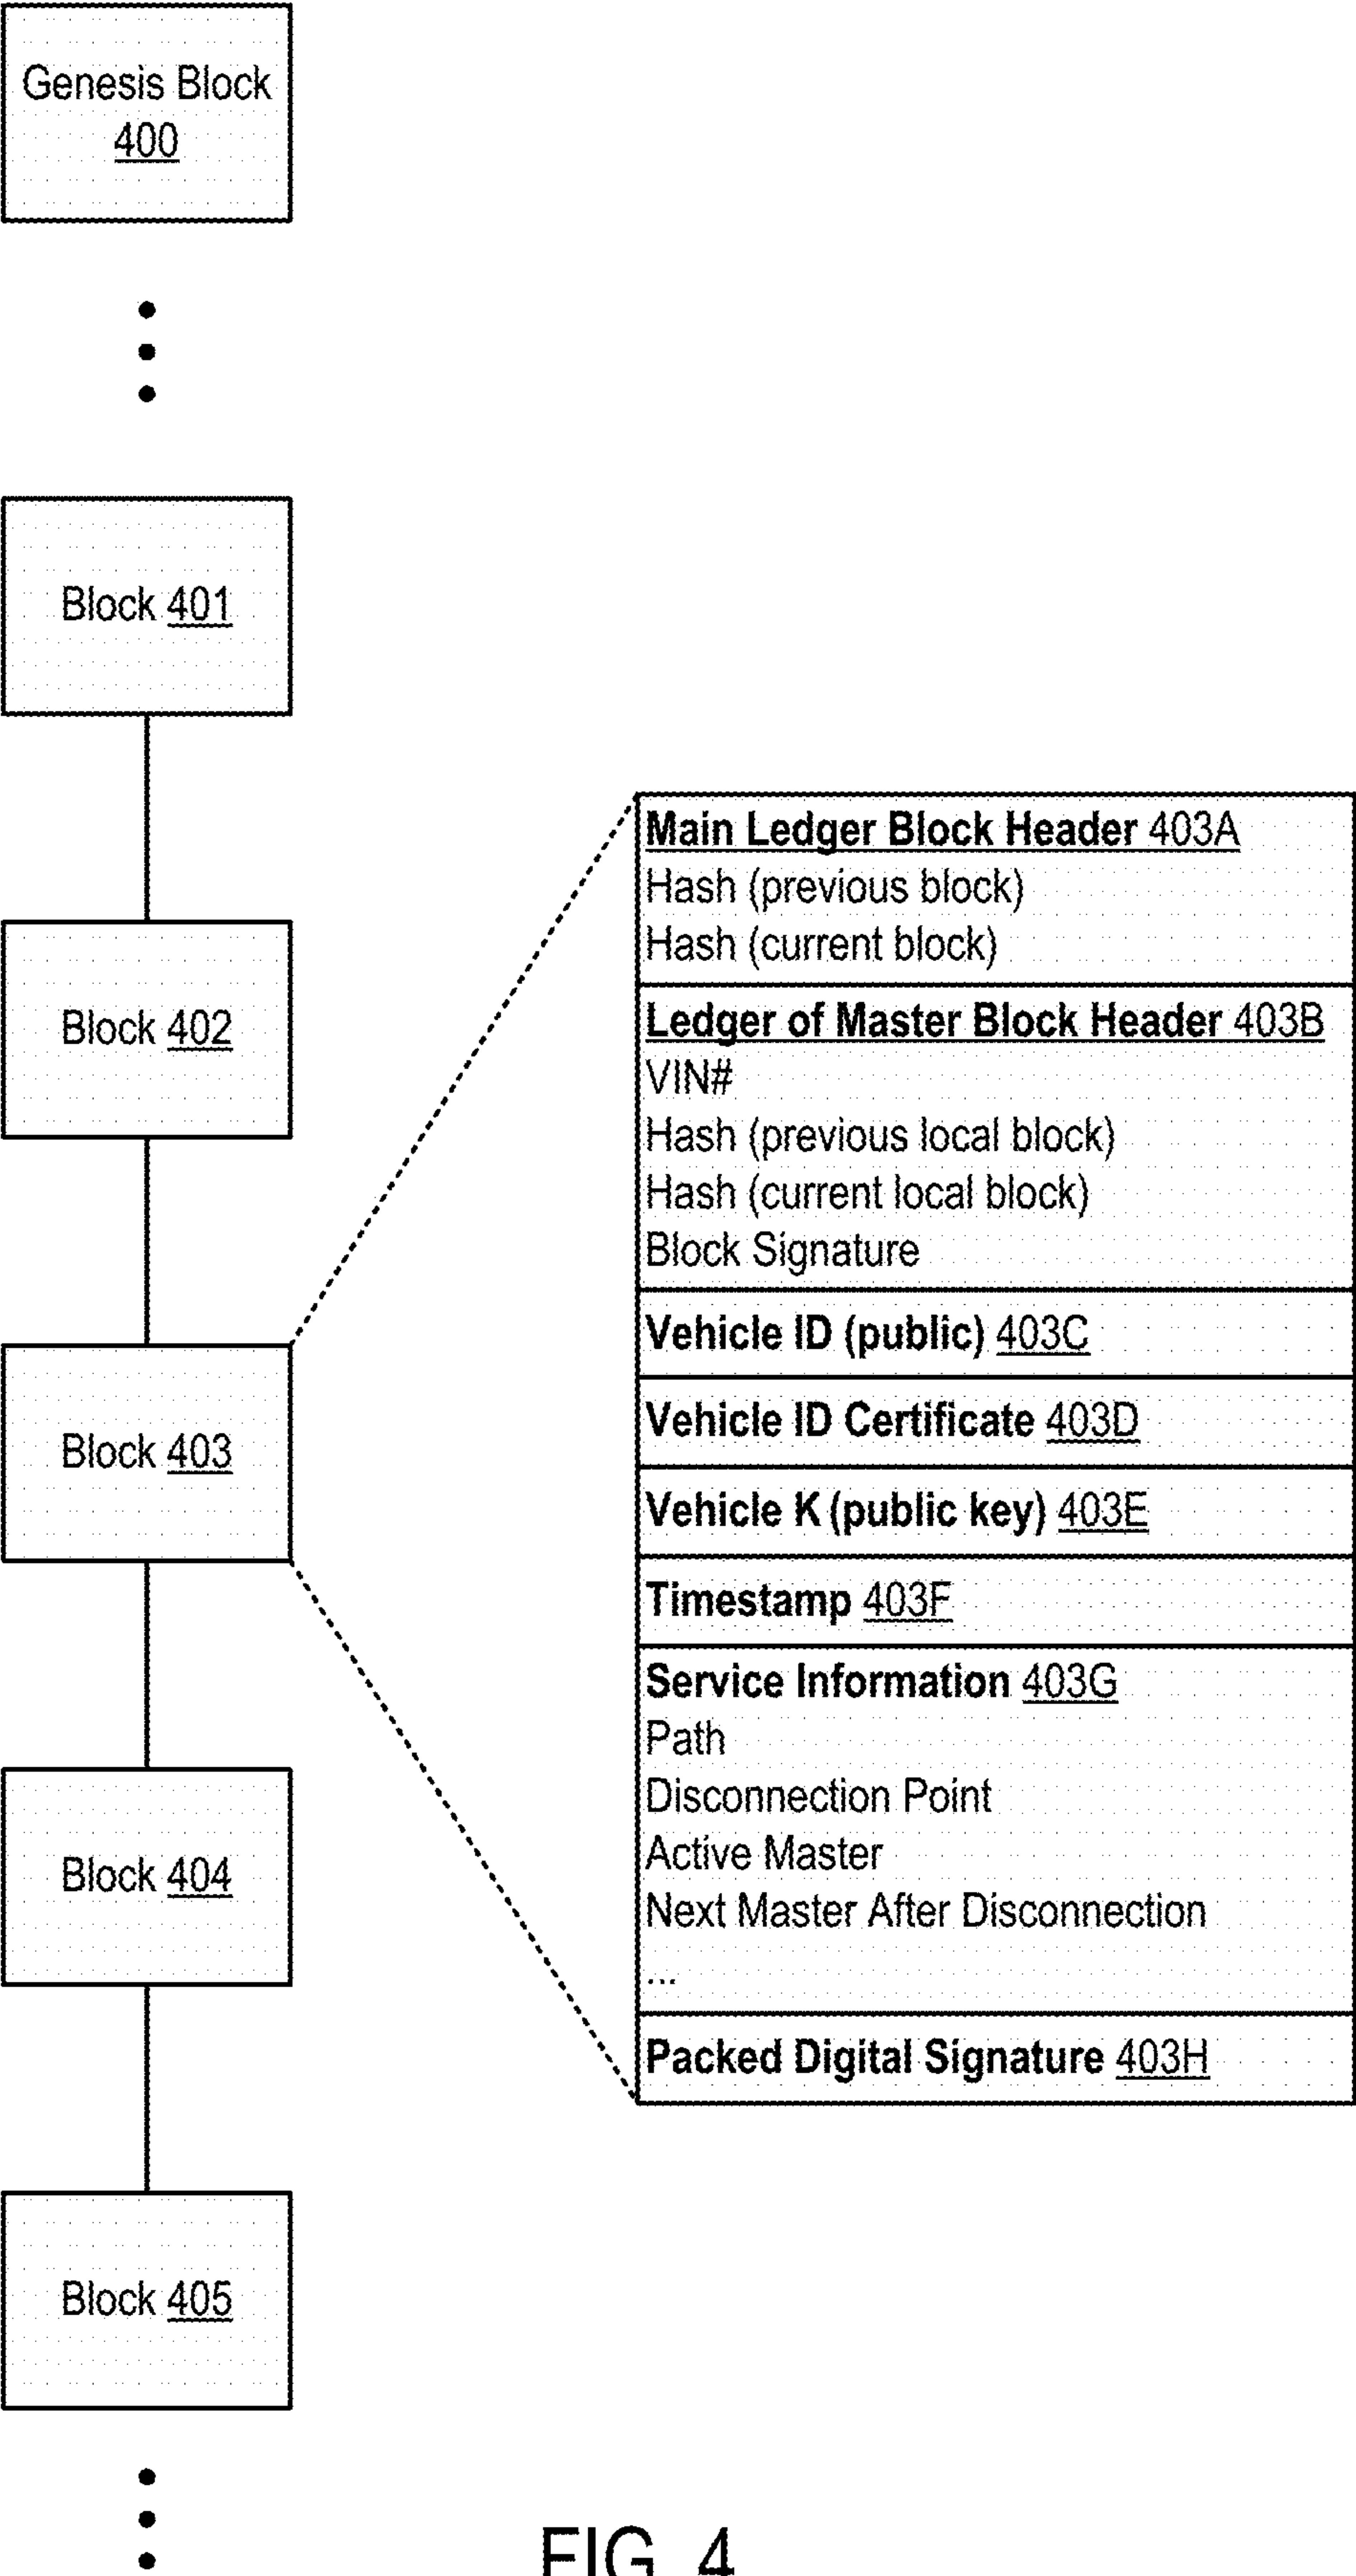 Genesis Block
400
Block 401
Block 402
Block 403
Block 404
Block 405
Main Ledger Block Header 403A
Hash (previous block)
Hash (current block)
Ledger of Master Block Header 403B
VIN#
Hash (previous local block)
Hash (current local block)
Block Signature
Vehicle ID (public) 403C
Vehicle ID Certificate 403D
Vehicle K (public key) 403E
Timestamp 403F
Service Information 403G
Path
Disconnection Point
Active Master
Next Master After Disconnection
...
Packed Digital Signature 403H
FIG. 4